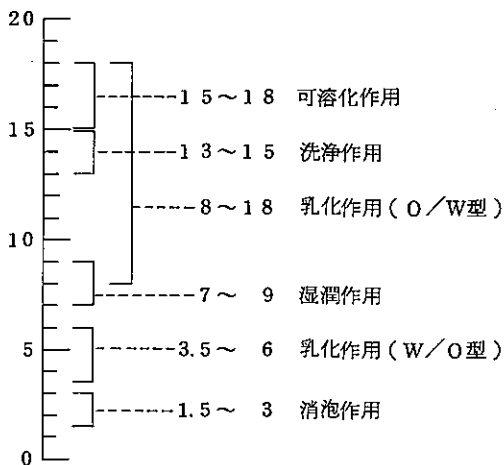 20
15～18 可溶化作用
15
13～15 洗浄作用
8～18 乳化作用(O/W型)
10
7～9 湿潤作用
5
3.5～6 乳化作用(W/O型)
1.5～3 消泡作用
0